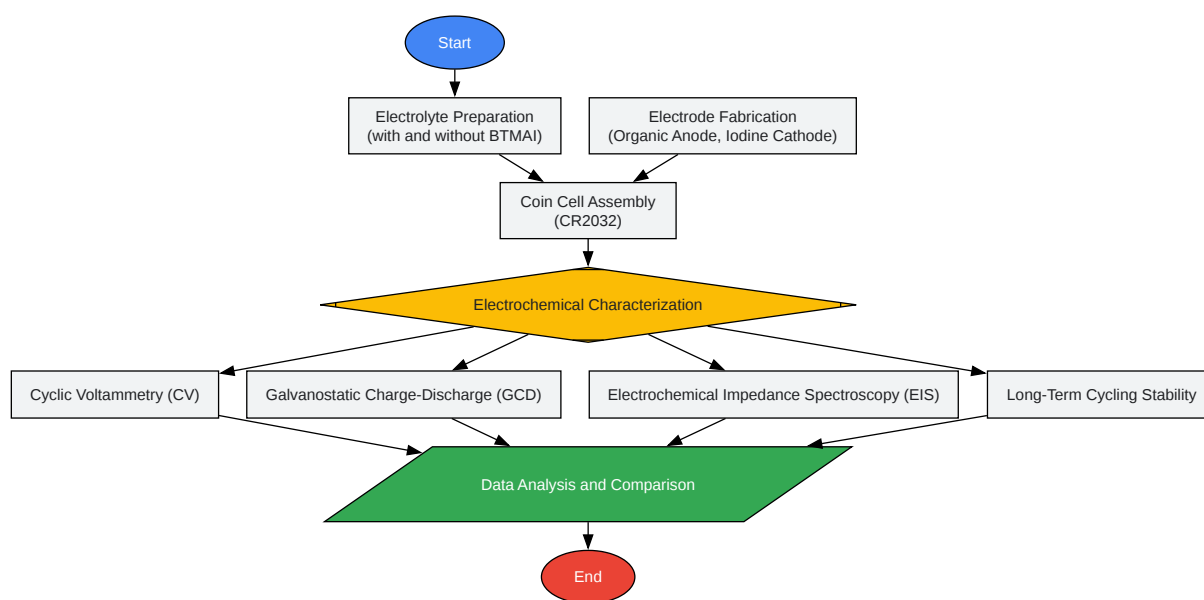 Start
Electrolyte Preparation
(with and without BTMAI)
Electrode Fabrication
(Organic Anode, Iodine Cathode)
Coin Cell Assembly
(CR2032)
Electrochemical Characterization
Cyclic Voltammetry (CV)
Galvanostatic Charge-Discharge (GCD)
Electrochemical Impedance Spectroscopy (EIS)
Long-Term Cycling Stability
Data Analysis and Comparison
End